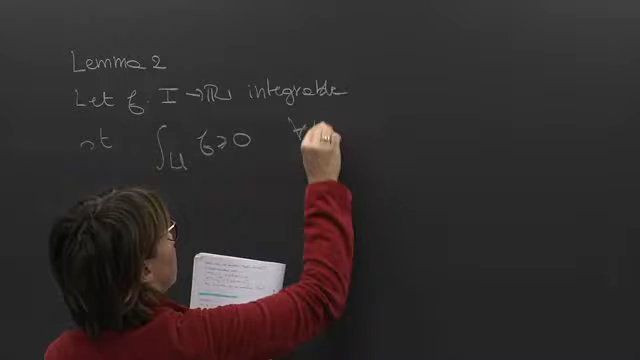 Lemma 2
Let f: I → ℝ integrable
st ∫_U f ≥ 0 ∀